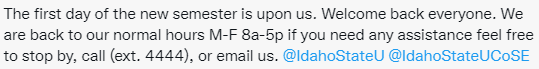 The first day of the new semester is upon us. Welcome back everyone. We
are back to our normal hours M-F 8a-5p if you need any assistance feel free
to stop by, call (ext. 4444), or email us. @IdahoStateU @IdahoStateUCoSE